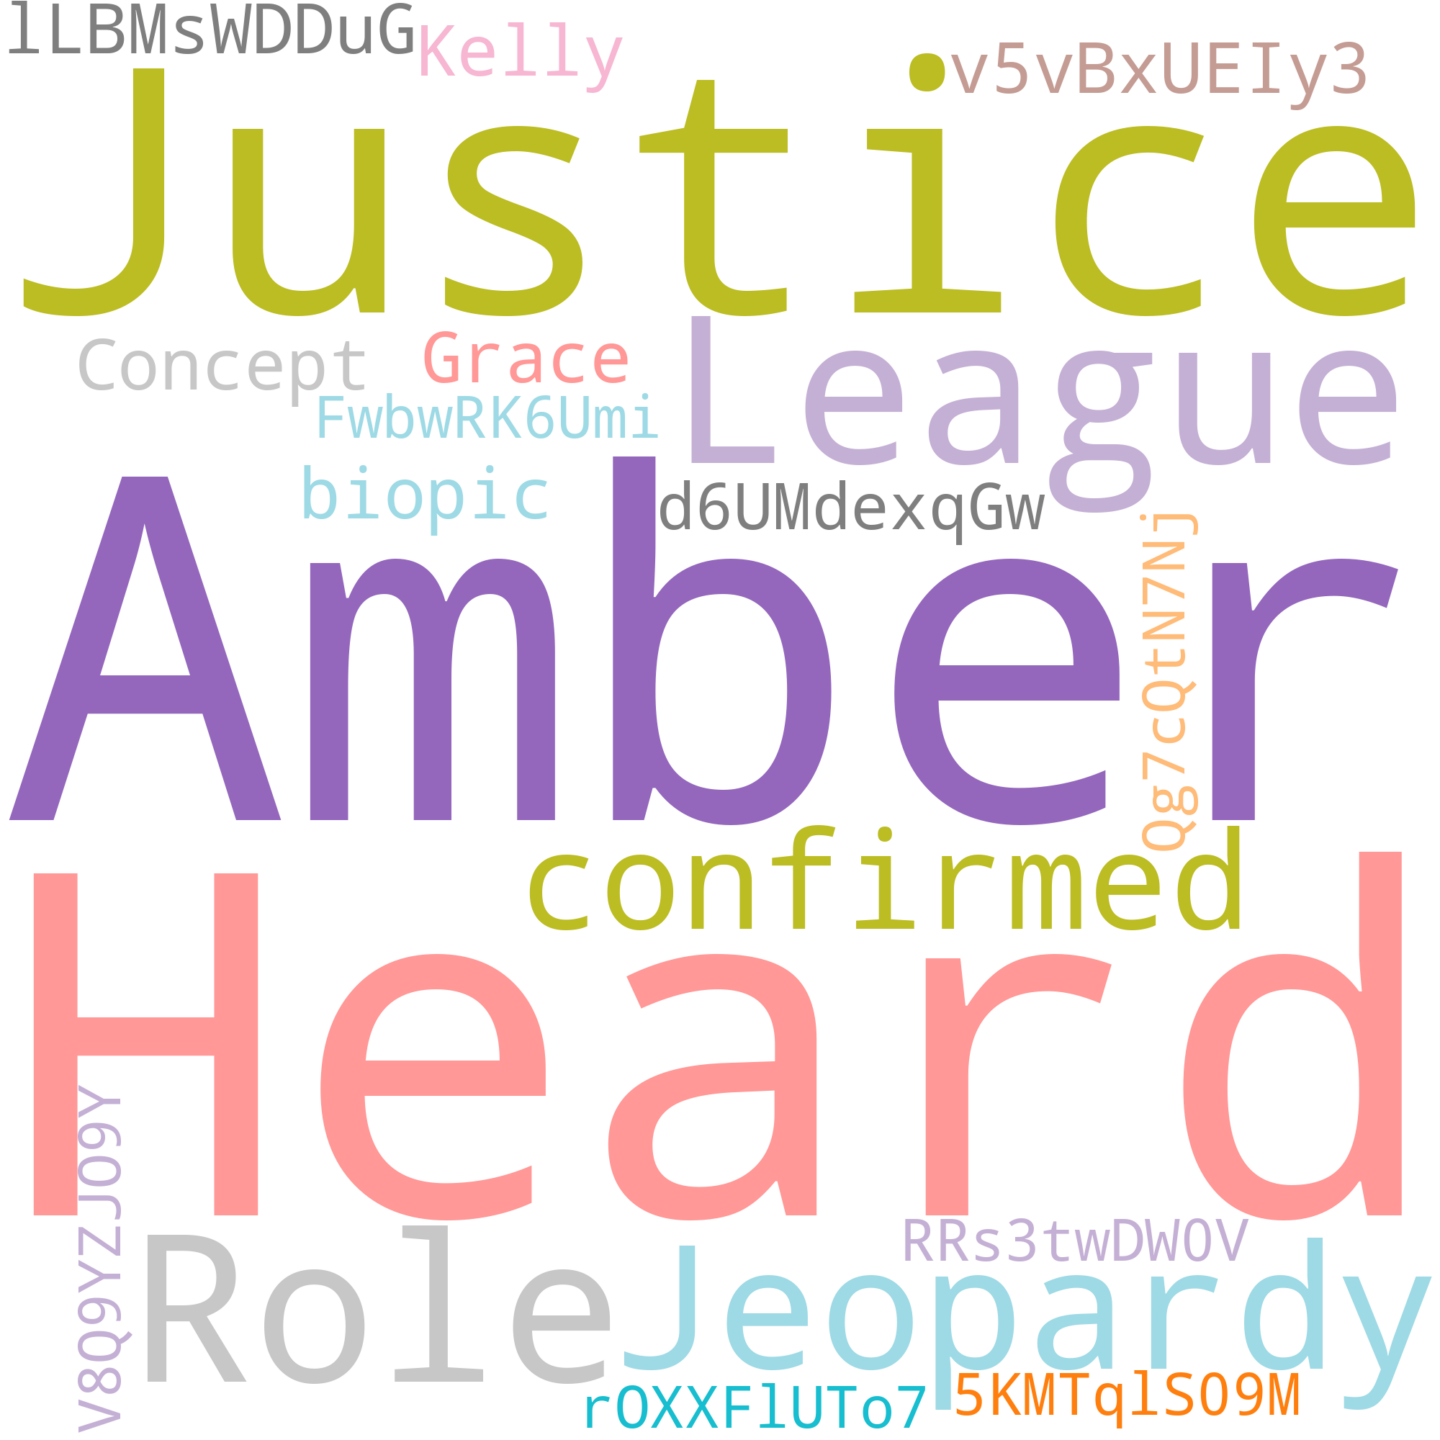 lLBMsWDDuG
Kelly
v5vBxUEIy3
Justice
Concept
Grace
League
FwbwRK6Umi
biopic
d6UMdexqGw
Qg7cQtN7Nj
Amber
confirmed
Heard
V8Q9YZJO9Y
Role
RRs3twDW0V
Jeopardy
rOXXFlUTo7
5KMTqlSO9M